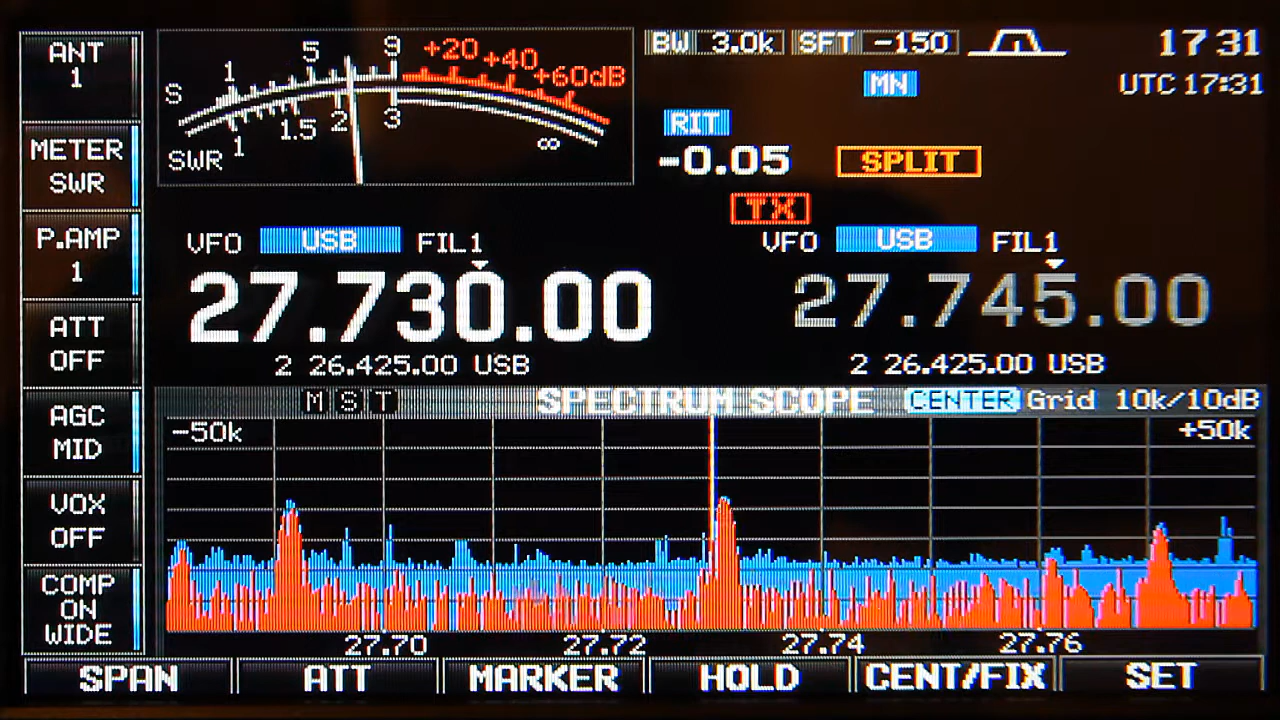 ANT
1
METER
SWR
P.AMP
1
ATT
OFF
AGC
MID
VOX
OFF
COMP
ON
WIDE
S 1 5 9 +20 +40 +60dB
SWR 1 1.5 2 3 ∞
BW 3.0k SFT -150
17 31
MN
UTC 17:31
RIT
-0.05
SPLIT
TX
VFO USB FIL1
27.730.00
2 26.425.00 USB
VFO USB FIL1
27.745.00
2 26.425.00 USB
M S T SPECTRUM SCOPE CENTER Grid 10k/10dB
-50k +50k
27.70 27.72 27.74 27.76
SPAN ATT MARKER HOLD CENT/FIX SET